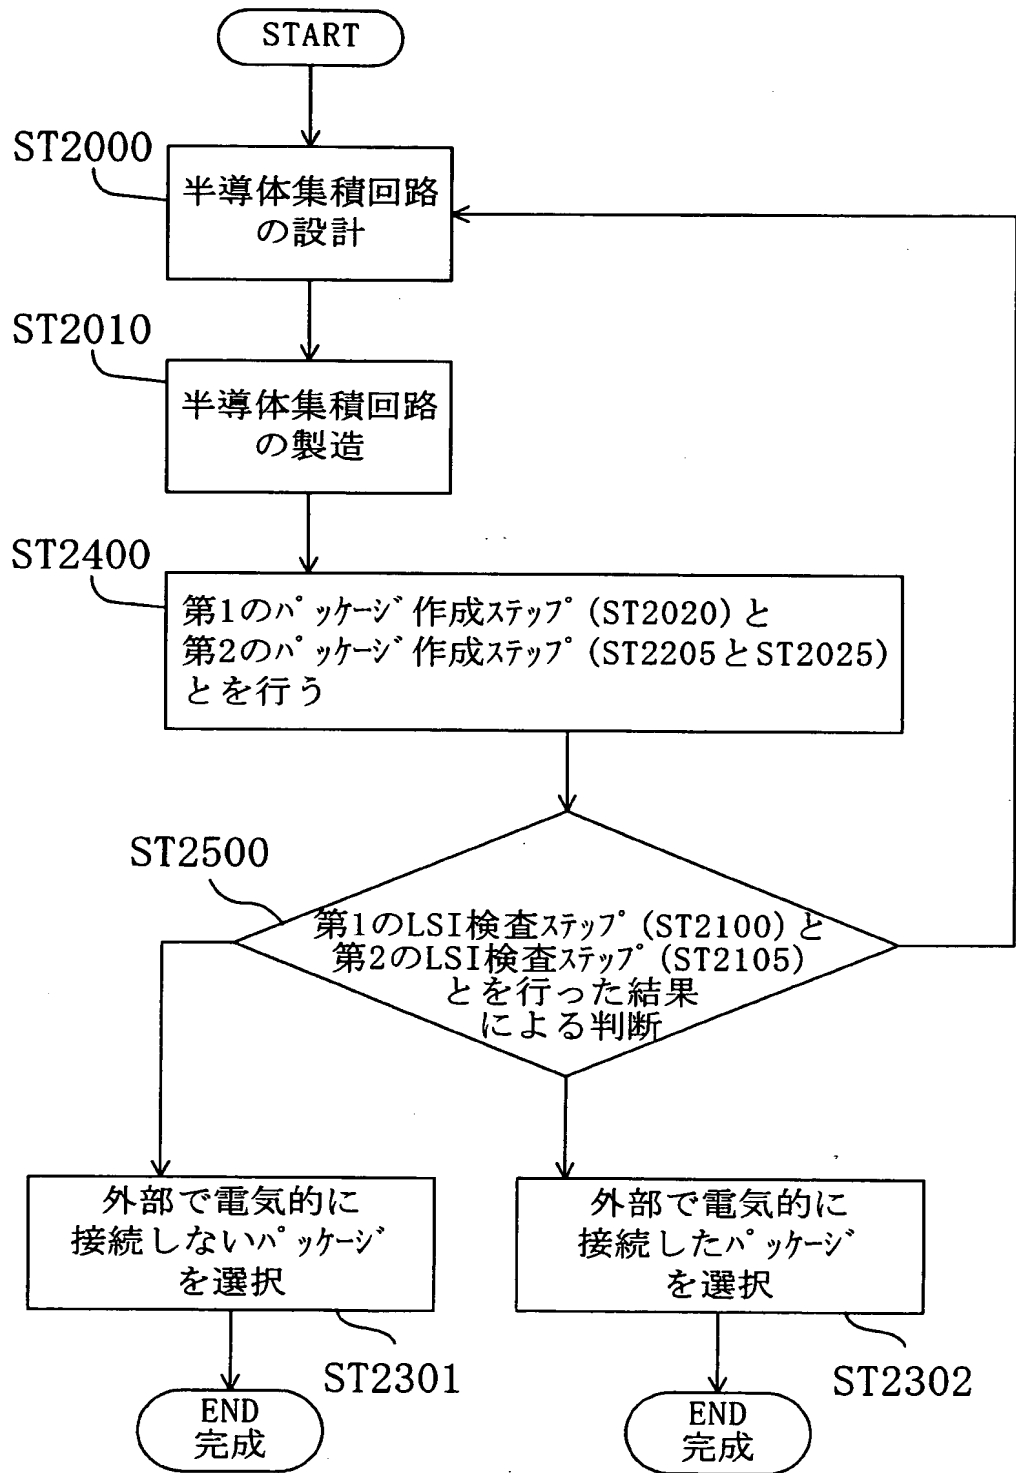 START
ST2000
半導体集積回路
の設計
ST2010
半導体集積回路
の製造
ST2400
第1のパッケージ作成ステップ(ST2020)と
第2のパッケージ作成ステップ(ST2205とST2025)
とを行う
ST2500
第1のLSI検査ステップ(ST2100)と
第2のLSI検査ステップ(ST2105)
とを行った結果
による判断
外部で電気的に
接続しないパッケージ
を選択
ST2301
END
完成
外部で電気的に
接続したパッケージ
を選択
ST2302
END
完成